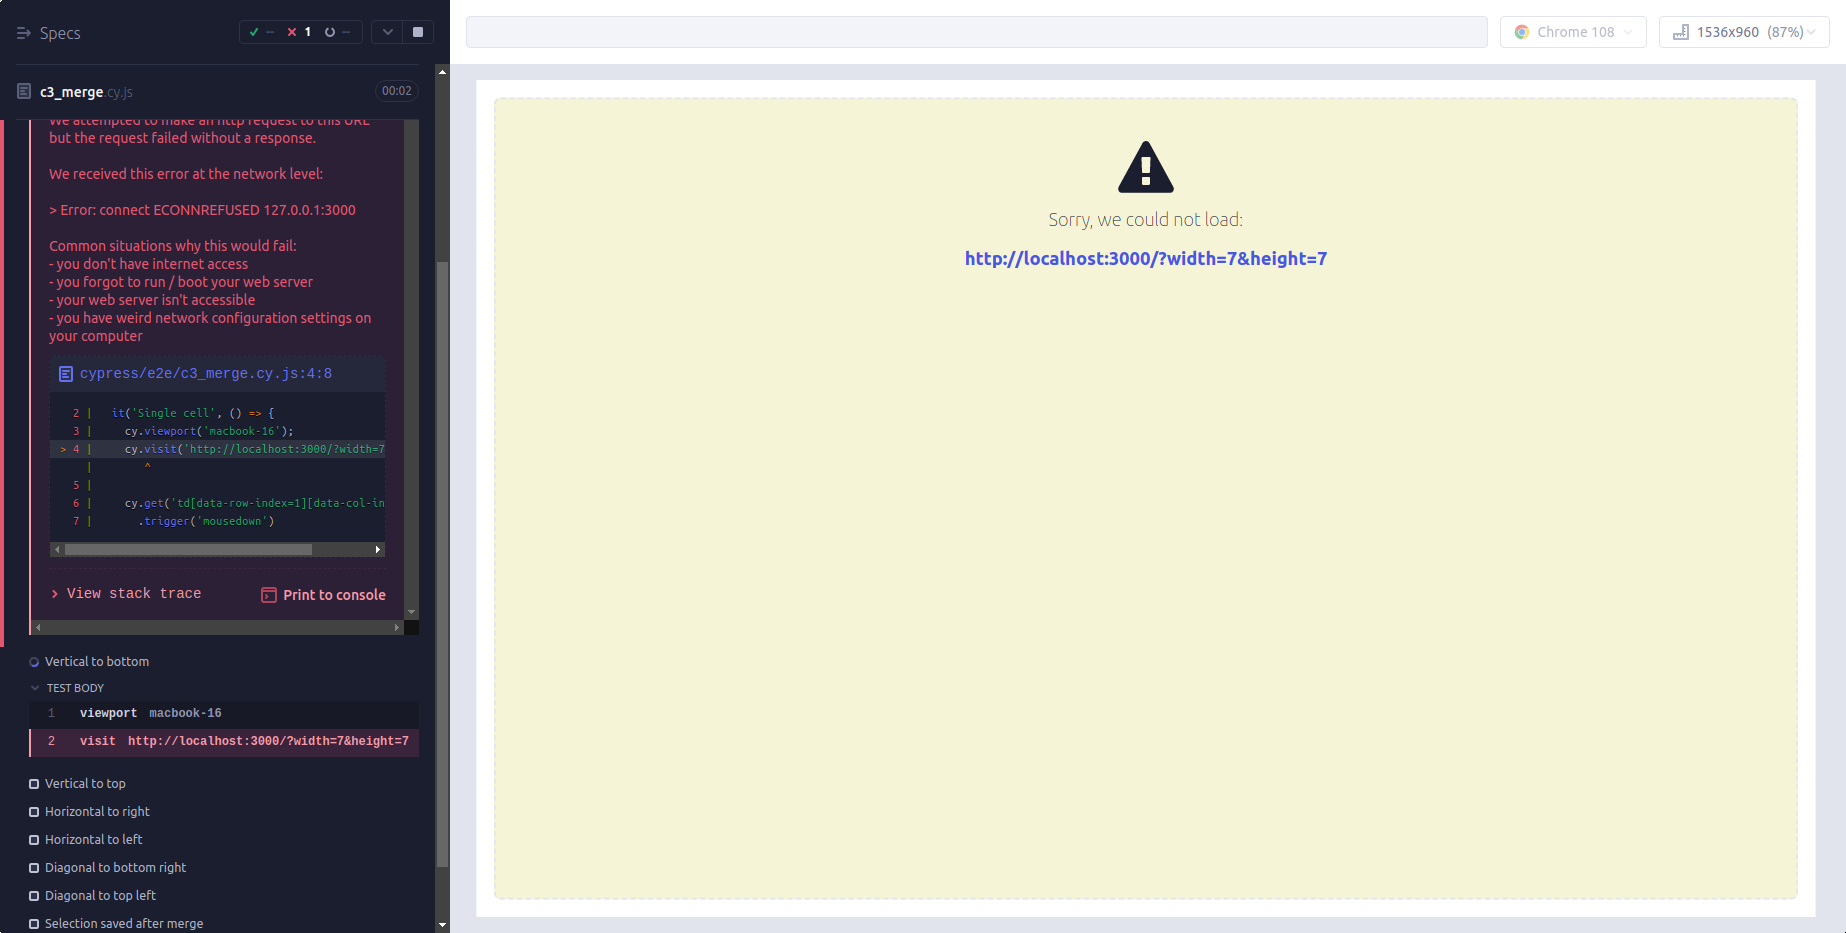 Specs
– 1 –
c3_merge.cy.js
00:02
We attempted to make an http request to this URL
but the request failed without a response.
We received this error at the network level:
> Error: connect ECONNREFUSED 127.0.0.1:3000
Common situations why this would fail:
- you don't have internet access
- you forgot to run / boot your web server
- your web server isn't accessible
- you have weird network configuration settings on
your computer
cypress/e2e/c3_merge.cy.js:4:8
2 | it('Single cell', () => {
3 | cy.viewport('macbook-16');
> 4 | cy.visit('http://localhost:3000/?width=7
| ^
5 |
6 | cy.get('td[data-row-index=1][data-col-in
7 | .trigger('mousedown')
View stack trace
Print to console
Vertical to bottom
TEST BODY
1 viewport macbook-16
2 visit http://localhost:3000/?width=7&height=7
Vertical to top
Horizontal to right
Horizontal to left
Diagonal to bottom right
Diagonal to top left
Selection saved after merge
Chrome 108
1536x960 (87%)
Sorry, we could not load:
http://localhost:3000/?width=7&height=7